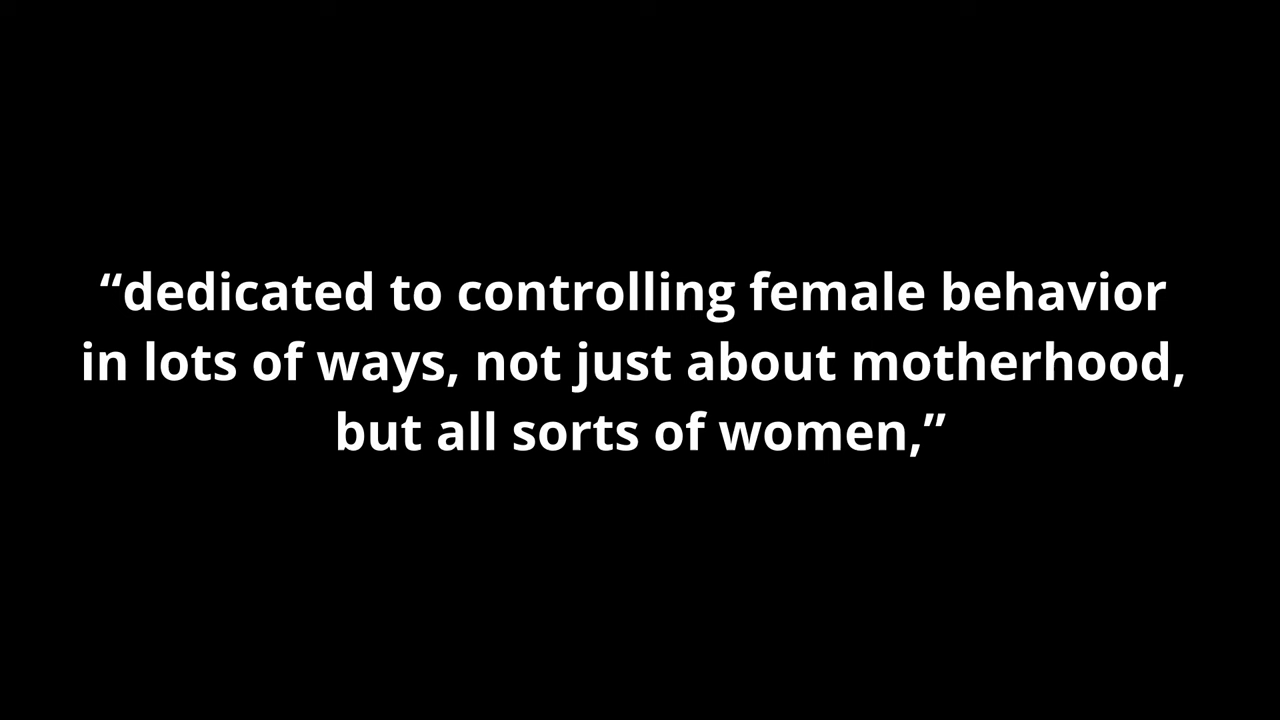 “dedicated to controlling female behavior
in lots of ways, not just about motherhood,
but all sorts of women,”